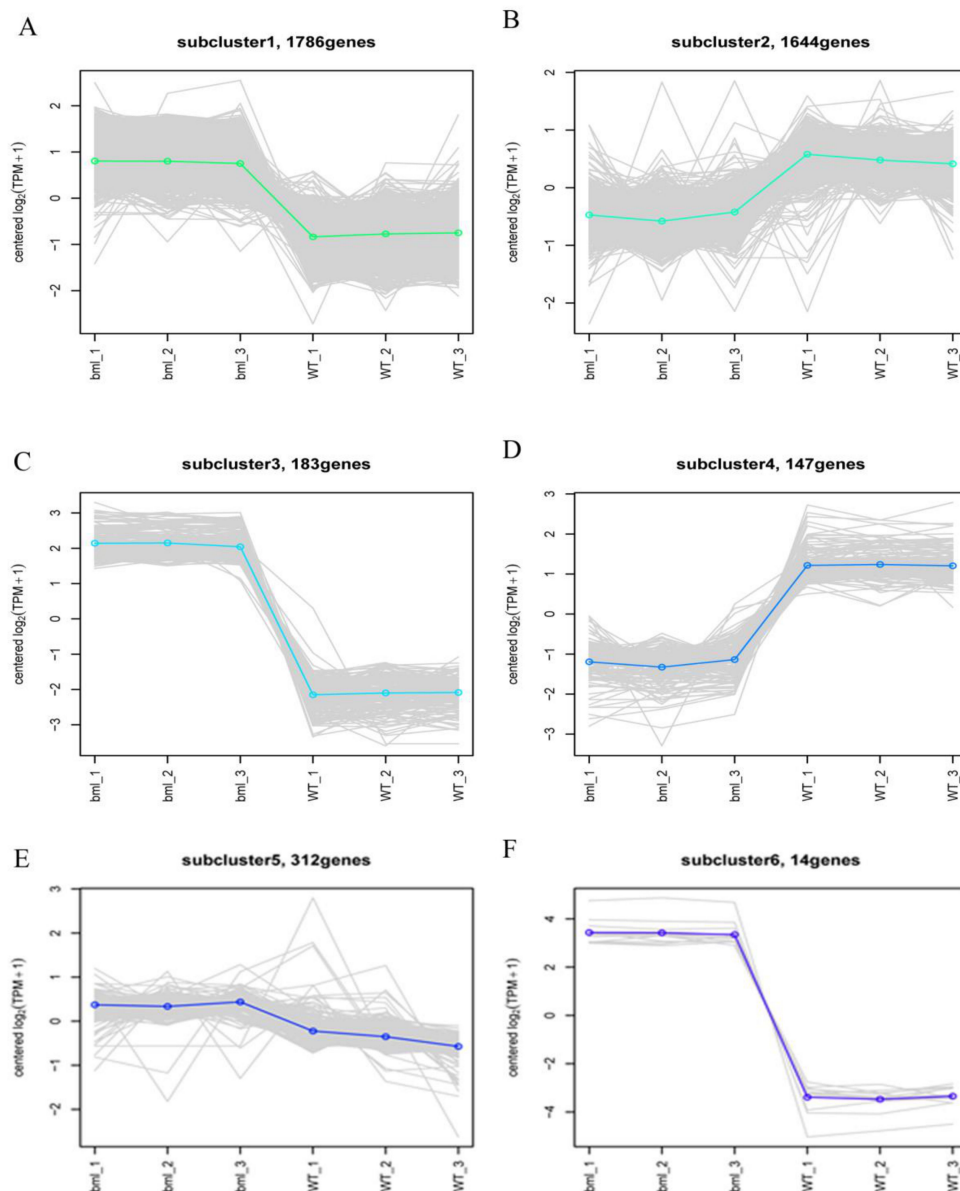 A
subcluster1, 1786genes
centered log2(TPM+1)
2
1
0
−1
−2
bml_1
bml_2
bml_3
WT_1
WT_2
WT_3
B
subcluster2, 1644genes
centered log2(TPM+1)
2
1
0
−1
−2
bml_1
bml_2
bml_3
WT_1
WT_2
WT_3
C
subcluster3, 183genes
centered log2(TPM+1)
3
2
1
0
−1
−2
−3
bml_1
bml_2
bml_3
WT_1
WT_2
WT_3
D
subcluster4, 147genes
centered log2(TPM+1)
3
2
1
0
−1
−2
−3
bml_1
bml_2
bml_3
WT_1
WT_2
WT_3
E
subcluster5, 312genes
centered log2(TPM+1)
3
2
1
0
−1
−2
bml_1
bml_2
bml_3
WT_1
WT_2
WT_3
F
subcluster6, 14genes
centered log2(TPM+1)
4
2
0
−2
−4
bml_1
bml_2
bml_3
WT_1
WT_2
WT_3